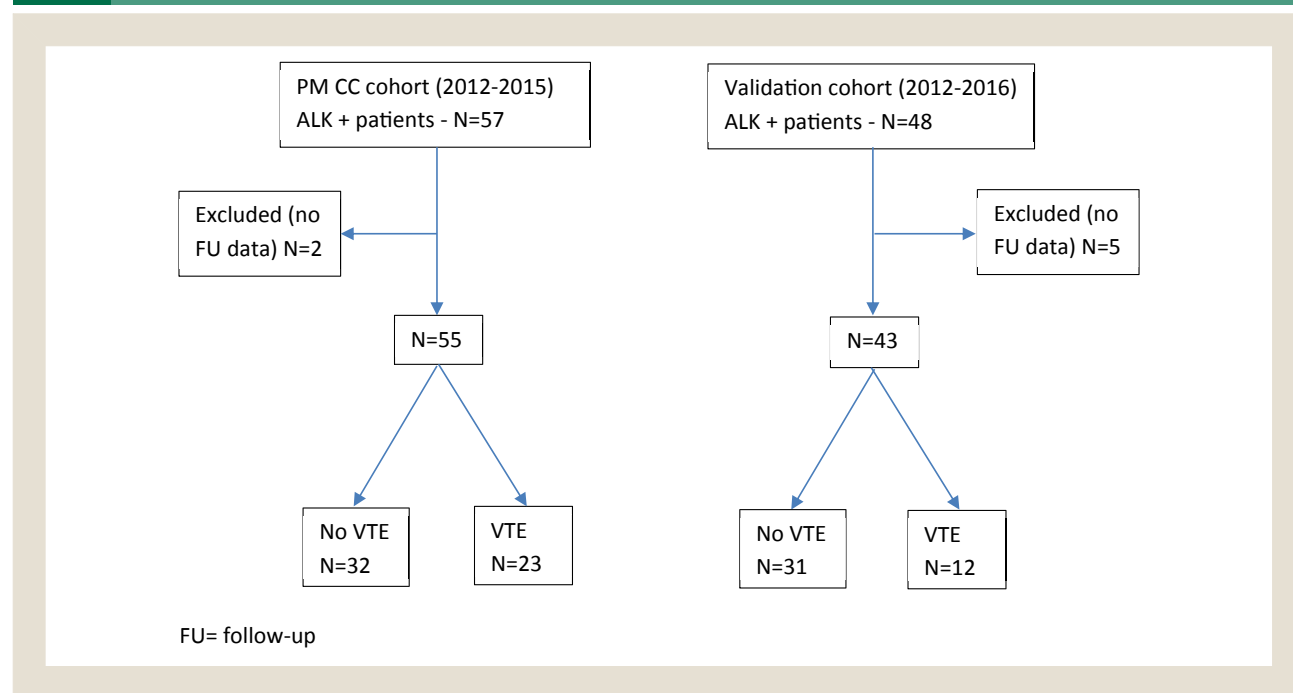 PM CC cohort (2012-2015)
ALK + patients - N=57
Excluded (no
FU data) N=2
N=55
No VTE
N=32
VTE
N=23
Validation cohort (2012-2016)
ALK + patients - N=48
Excluded (no
FU data) N=5
N=43
No VTE
N=31
VTE
N=12
FU= follow-up